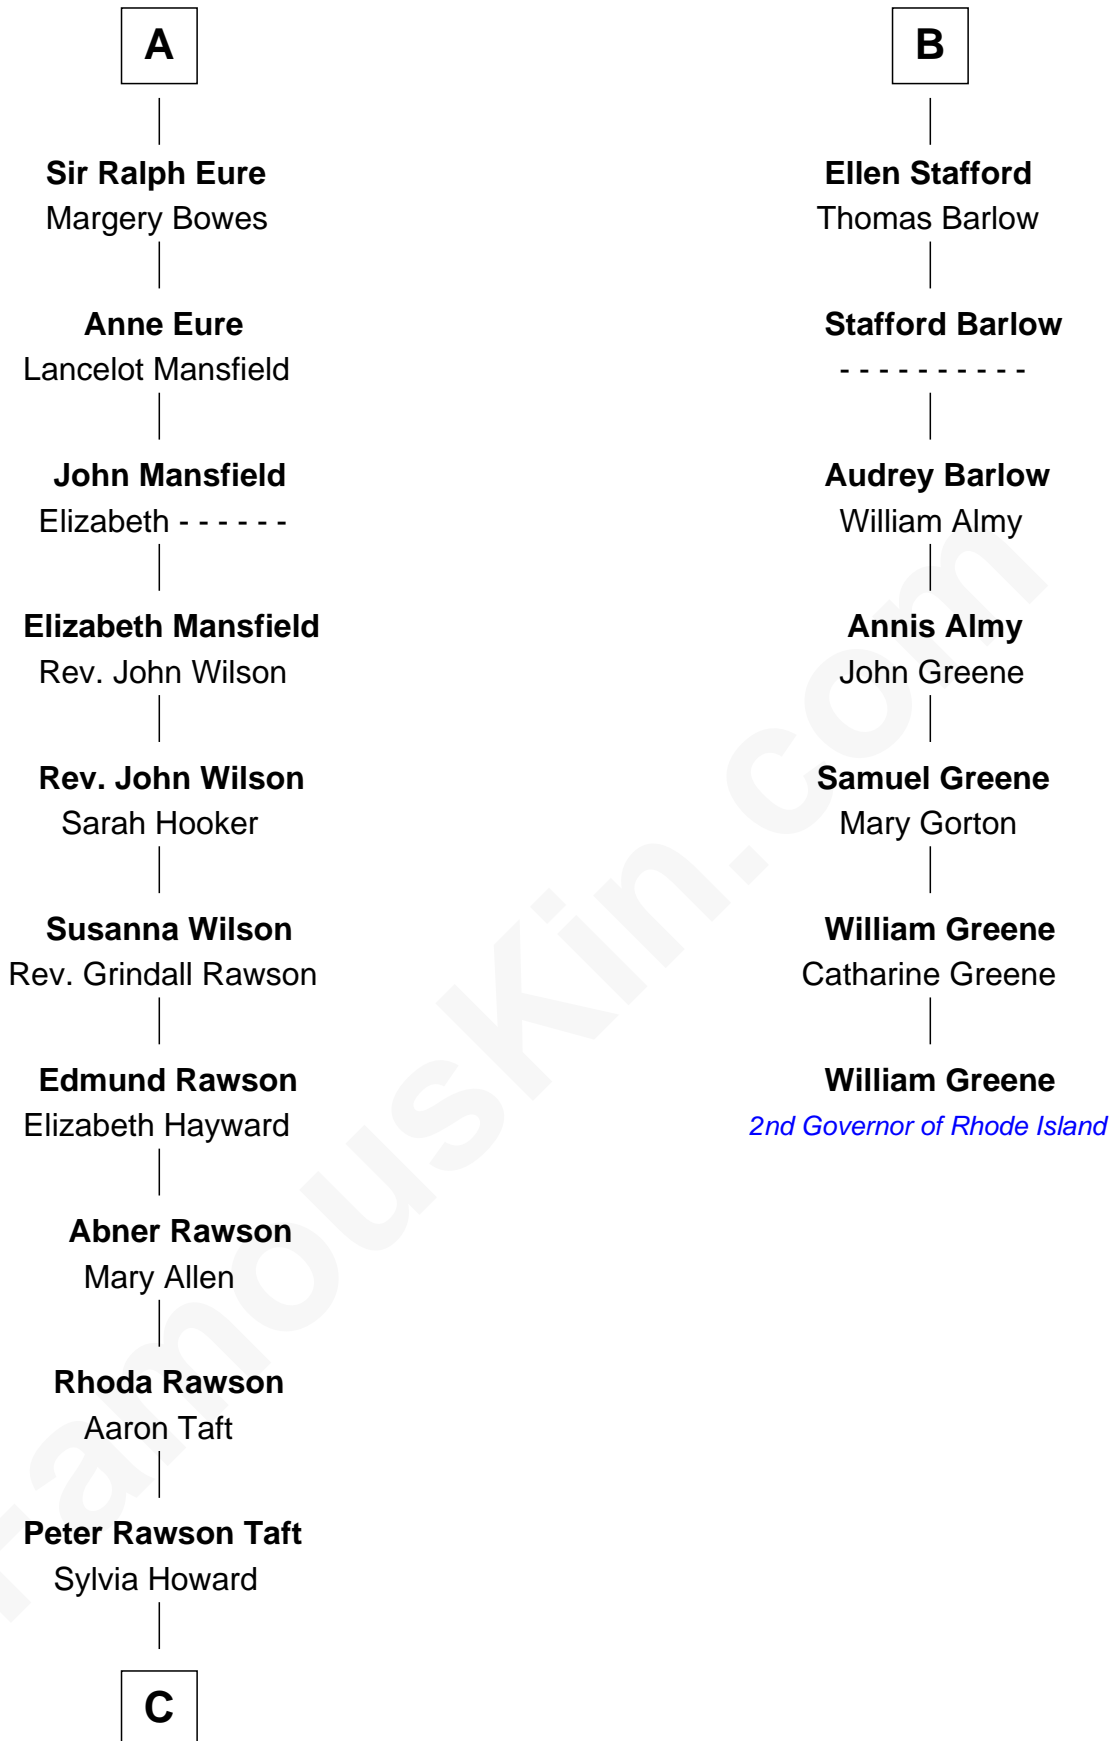 A
Sir Ralph Eure
Margery Bowes
Anne Eure
Lancelot Mansfield
John Mansfield
Elizabeth - - - - - -
Elizabeth Mansfield
Rev. John Wilson
Rev. John Wilson
Sarah Hooker
Susanna Wilson
Rev. Grindall Rawson
Edmund Rawson
Elizabeth Hayward
Abner Rawson
Mary Allen
Rhoda Rawson
Aaron Taft
Peter Rawson Taft
Sylvia Howard
C
B
Ellen Stafford
Thomas Barlow
Stafford Barlow
- - - - - - - - - -
Audrey Barlow
William Almy
Annis Almy
John Greene
Samuel Greene
Mary Gorton
William Greene
Catharine Greene
William Greene
2nd Governor of Rhode Island
FamousKin.com